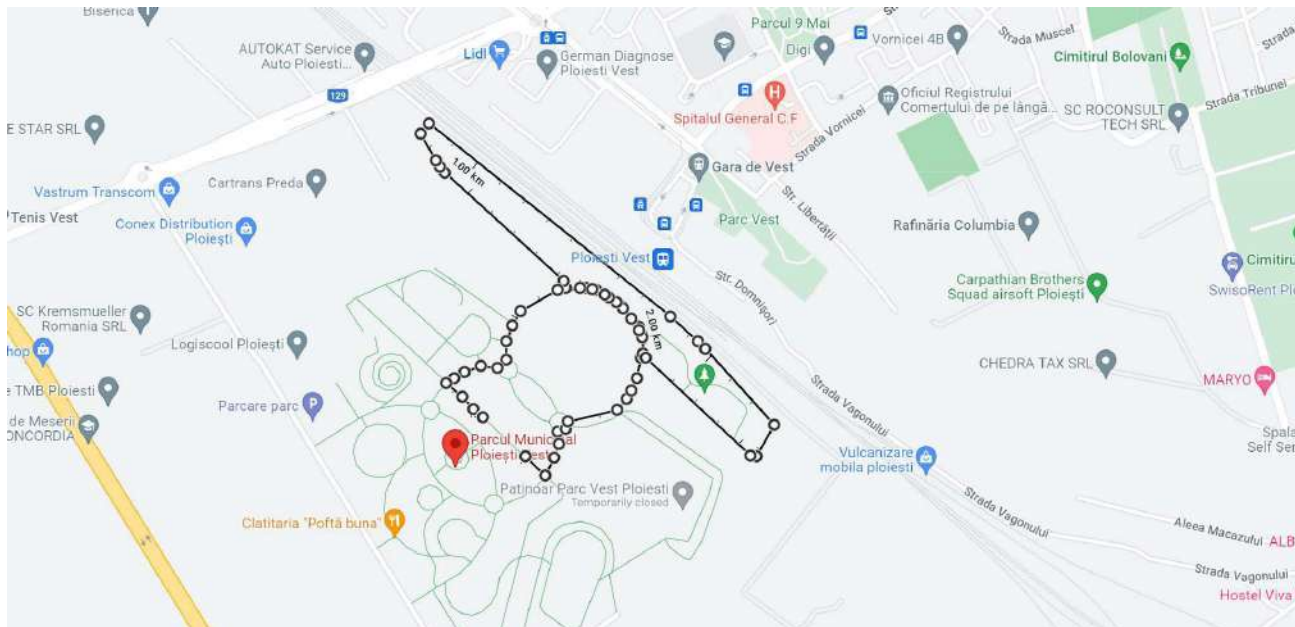 Biserica
AUTOKAT Service
Auto Ploiesti...
Lidl
German Diagnose
Ploiesti Vest
Parcul 9 Mai
Digi
Vornicei 4B
Strada Muscel
Cimitirul Bolovani
Strada Tribunei
129
E STAR SRL
1.00 km
Spitalul General C.F
Oficiul Registrului
Comertului de pe lângă...
SC ROCONSULT
TECH SRL
Strada Vornicei
Gara de Vest
Vastrum Transcom
Cartrans Preda
Tenis Vest
Conex Distribution
Ploiești
Parc Vest
Str. Libertății
Rafinăria Columbia
Ploiesti Vest
Str. Domnișori
Carpathian Brothers
Squad airsoft Ploiești
Cimitirul
SwisoRent Plo
SC Kremsmueller
Romania SRL
hop
Logiscool Ploiești
2.00 km
CHEDRA TAX SRL
MARYO
e TMB Ploiesti
Parcare parc
de Meserii
CONCORDIA
Strada Vagonului
Parcul Municipal
Ploiești Vest
Vulcanizare
mobila ploiesti
Spala
Self Ser
Patinoar Parc Vest Ploiesti
Temporarily closed
Clatitaria "Poftă buna"
Strada Vagonului
Aleea Macazului
ALB
Strada Vagonului
Hostel Viva